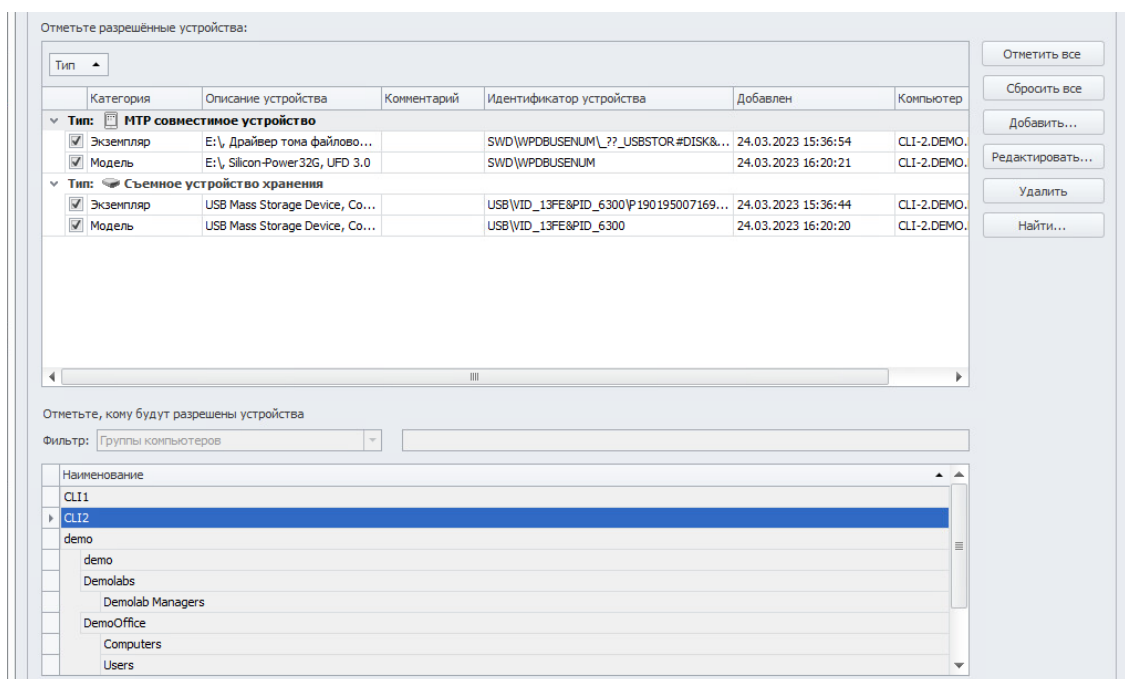 Отметьте разрешённые устройства:
Тип
Отметить все
Сбросить все
Добавить...
Редактировать...
Удалить
Найти...
Категория Описание устройства Комментарий Идентификатор устройства Добавлен Компьютер
Тип: MTP совместимое устройство
Экземпляр E:\, Драйвер тома файлово... SWD\WPDBUSENUM\_??_USBSTOR#DISK&... 24.03.2023 15:36:54 CLI-2.DEMO.
Модель E:\, Silicon-Power32G, UFD 3.0 SWD\WPDBUSENUM 24.03.2023 16:20:21 CLI-2.DEMO.
Тип: Съемное устройство хранения
Экземпляр USB Mass Storage Device, Co... USB\VID_13FE&PID_6300\P190195007169... 24.03.2023 15:36:44 CLI-2.DEMO.
Модель USB Mass Storage Device, Co... USB\VID_13FE&PID_6300 24.03.2023 16:20:20 CLI-2.DEMO.
Отметьте, кому будут разрешены устройства
Фильтр: Группы компьютеров
Наименование
CLI1
CLI2
demo
demo
Demolabs
Demolab Managers
DemoOffice
Computers
Users